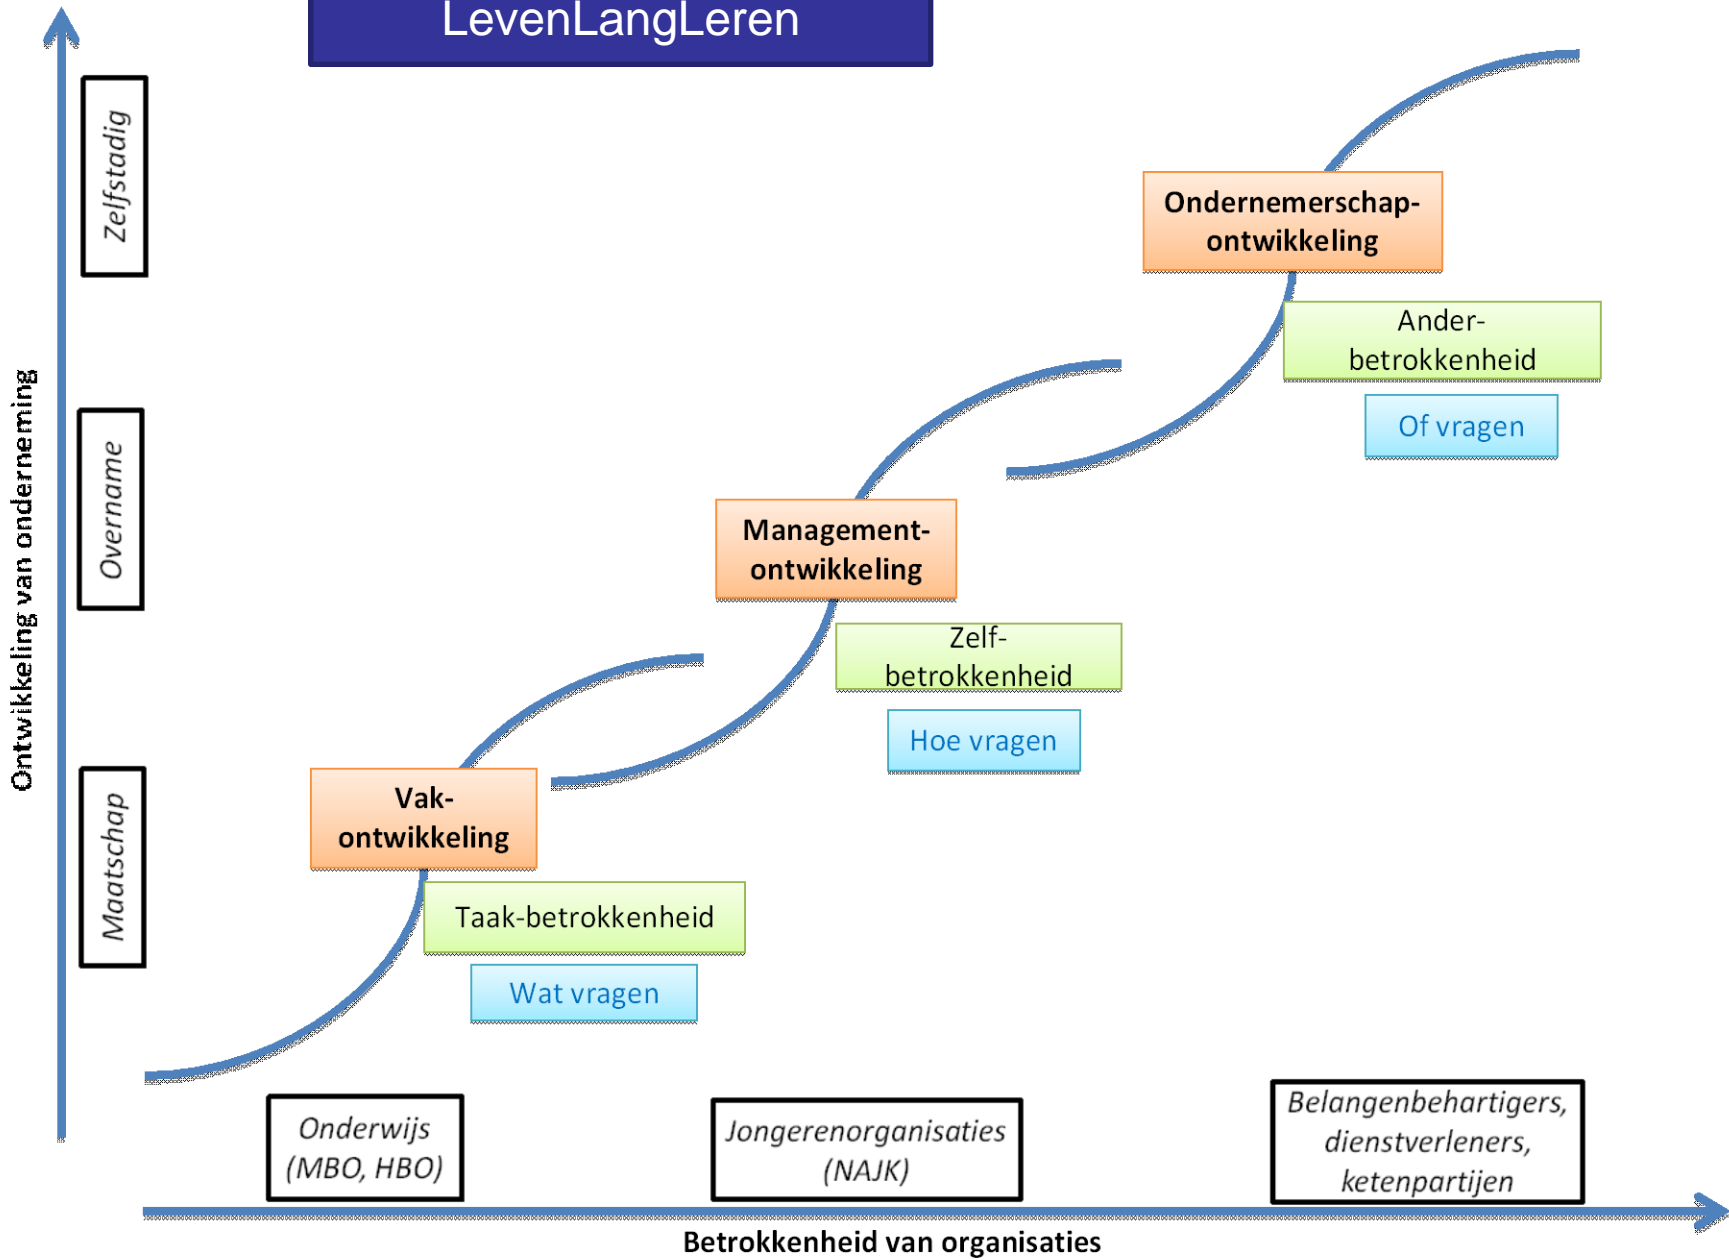 LevenLangLeren
Ontwikkeling van onderneming
Zelfstadig
Overname
Maatschap
Ondernemerschap-
ontwikkeling
Ander-
betrokkenheid
Of vragen
Management-
ontwikkeling
Zelf-
betrokkenheid
Hoe vragen
Vak-
ontwikkeling
Taak-betrokkenheid
Wat vragen
Onderwijs
(MBO, HBO)
Jongerenorganisaties
(NAJK)
Belangenbehartigers,
dienstverleners,
ketenpartijen
Betrokkenheid van organisaties